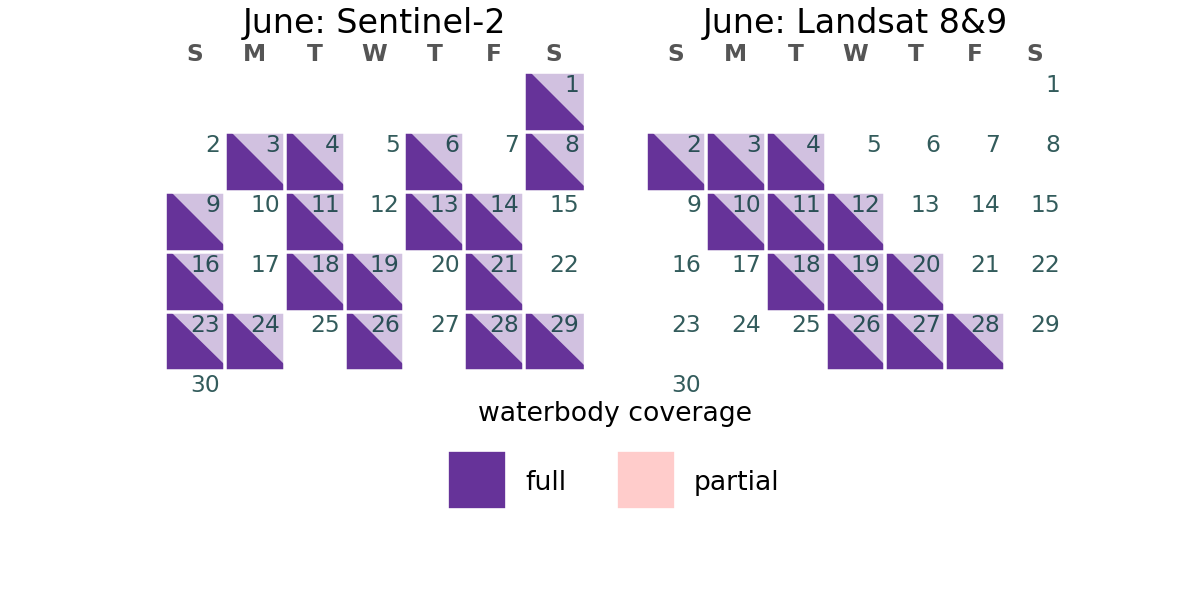 June: Sentinel-2
S M T W T F S
1
2 3 4 5 6 7 8
9 10 11 12 13 14 15
16 17 18 19 20 21 22
23 24 25 26 27 28 29
30
June: Landsat 8&9
S M T W T F S
1
2 3 4 5 6 7 8
9 10 11 12 13 14 15
16 17 18 19 20 21 22
23 24 25 26 27 28 29
30
waterbody coverage
full partial